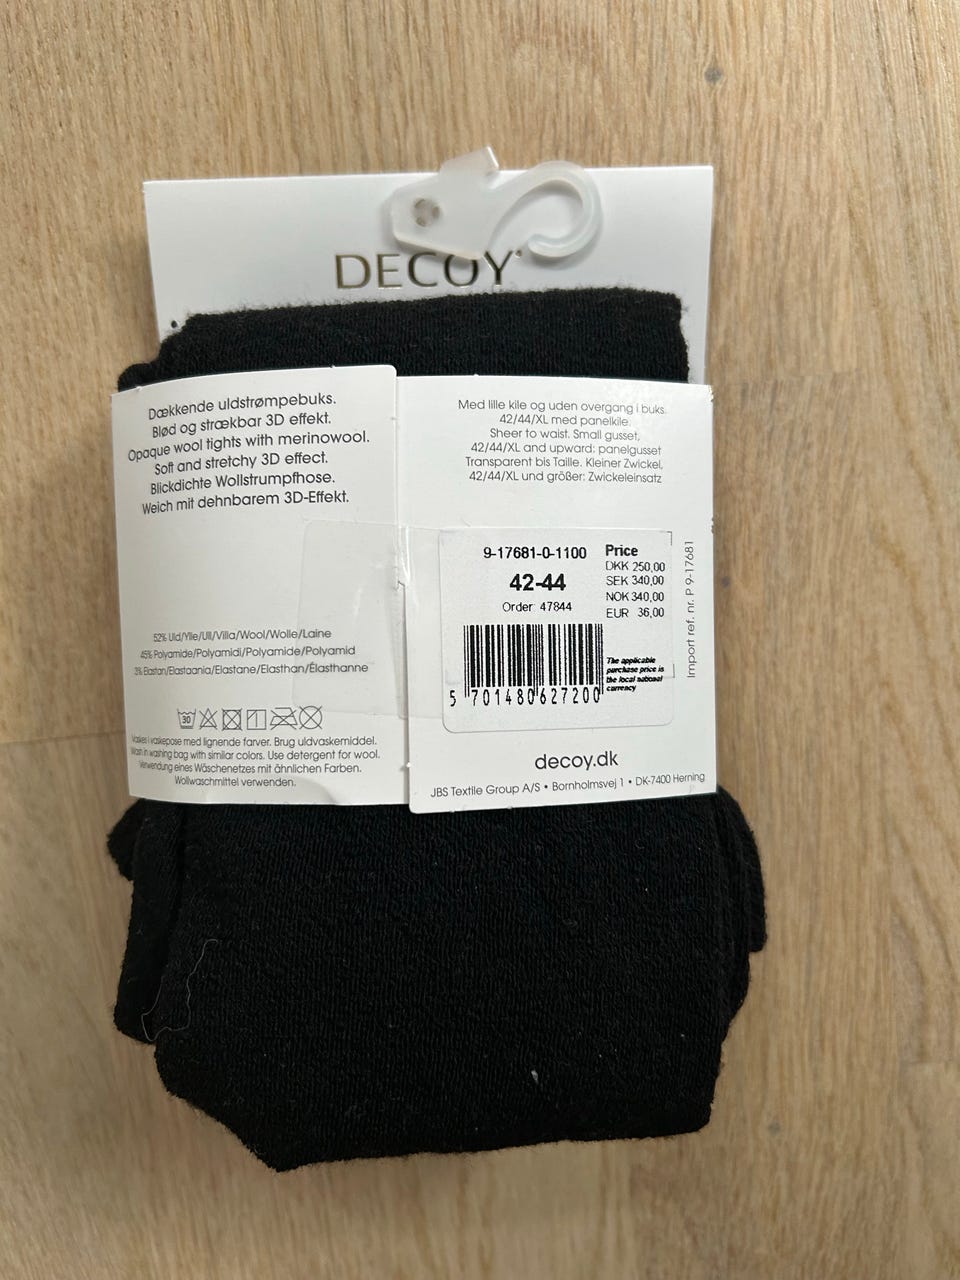 DECOY
Dækkende uldstrømpebuks.
Blød og strækbar 3D effekt.
Opaque wool tights with merinowool.
Soft and stretchy 3D effect.
Blickdichte Wollstrumpfhose.
Weich mit dehnbarem 3D-Effekt.
52% Uld/Ylle/Ull/Villa/Wool/Wolle/Laine
45% Polyamide/Polyamidi/Polyamide/Polyamid
3% Elastan/Elastaania/Elastane/Elasthan/Élasthanne
30
Vaskes i vaskepose med lignende farver. Brug uldvaskemiddel.
Wash in washing bag with similar colors. Use detergent for wool.
Verwendung eines Wäschenetzes mit ähnlichen Farben.
Wollwaschmittel verwenden.
Med lille kile og uden overgang i buks.
42/44/XL med panelkile.
Sheer to waist. Small gusset,
42/44/XL and upward: panelgusset
Transparent bis Taille. Kleiner Zwickel,
42/44/XL und größer: Zwickeleinsatz
9-17681-0-1100
42-44
Order: 47844
Price
DKK 250,00
SEK 340,00
NOK 340,00
EUR 36,00
The applicable
purchase price is
the local national
currency
5 701480 627200
Import ref. nr. P 9-17681
decoy.dk
JBS Textile Group A/S • Bornholmsvej 1 • DK-7400 Herning